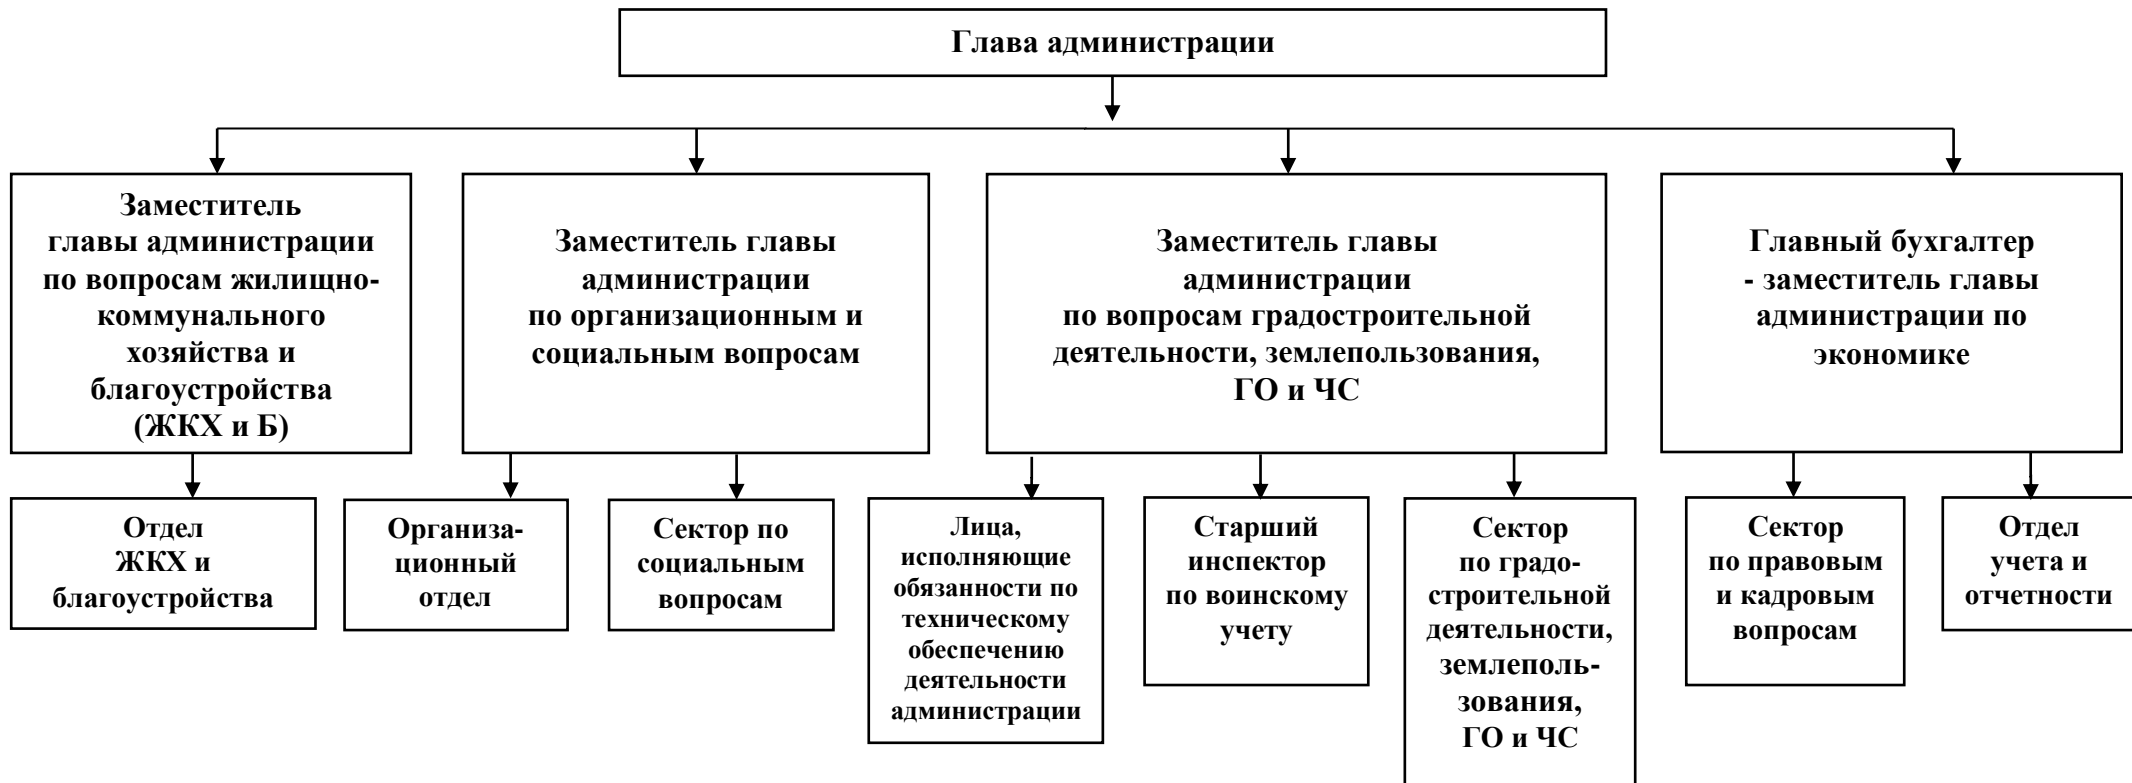 Глава администрации
Заместитель
главы администрации
по вопросам жилищно-
коммунального
хозяйства и
благоустройства
(ЖКХ и Б)
Заместитель главы
администрации
по организационным и
социальным вопросам
Заместитель главы
администрации
по вопросам градостроительной
деятельности, землепользования,
ГО и ЧС
Главный бухгалтер
- заместитель главы
администрации по
экономике
Отдел
ЖКХ и
благоустройства
Организа-
ционный
отдел
Сектор по
социальным
вопросам
Лица,
исполняющие
обязанности по
техническому
обеспечению
деятельности
администрации
Старший
инспектор
по воинскому
учету
Сектор
по градо-
строительной
деятельности,
землеполь-
зования,
ГО и ЧС
Сектор
по правовым
и кадровым
вопросам
Отдел
учета и
отчетности